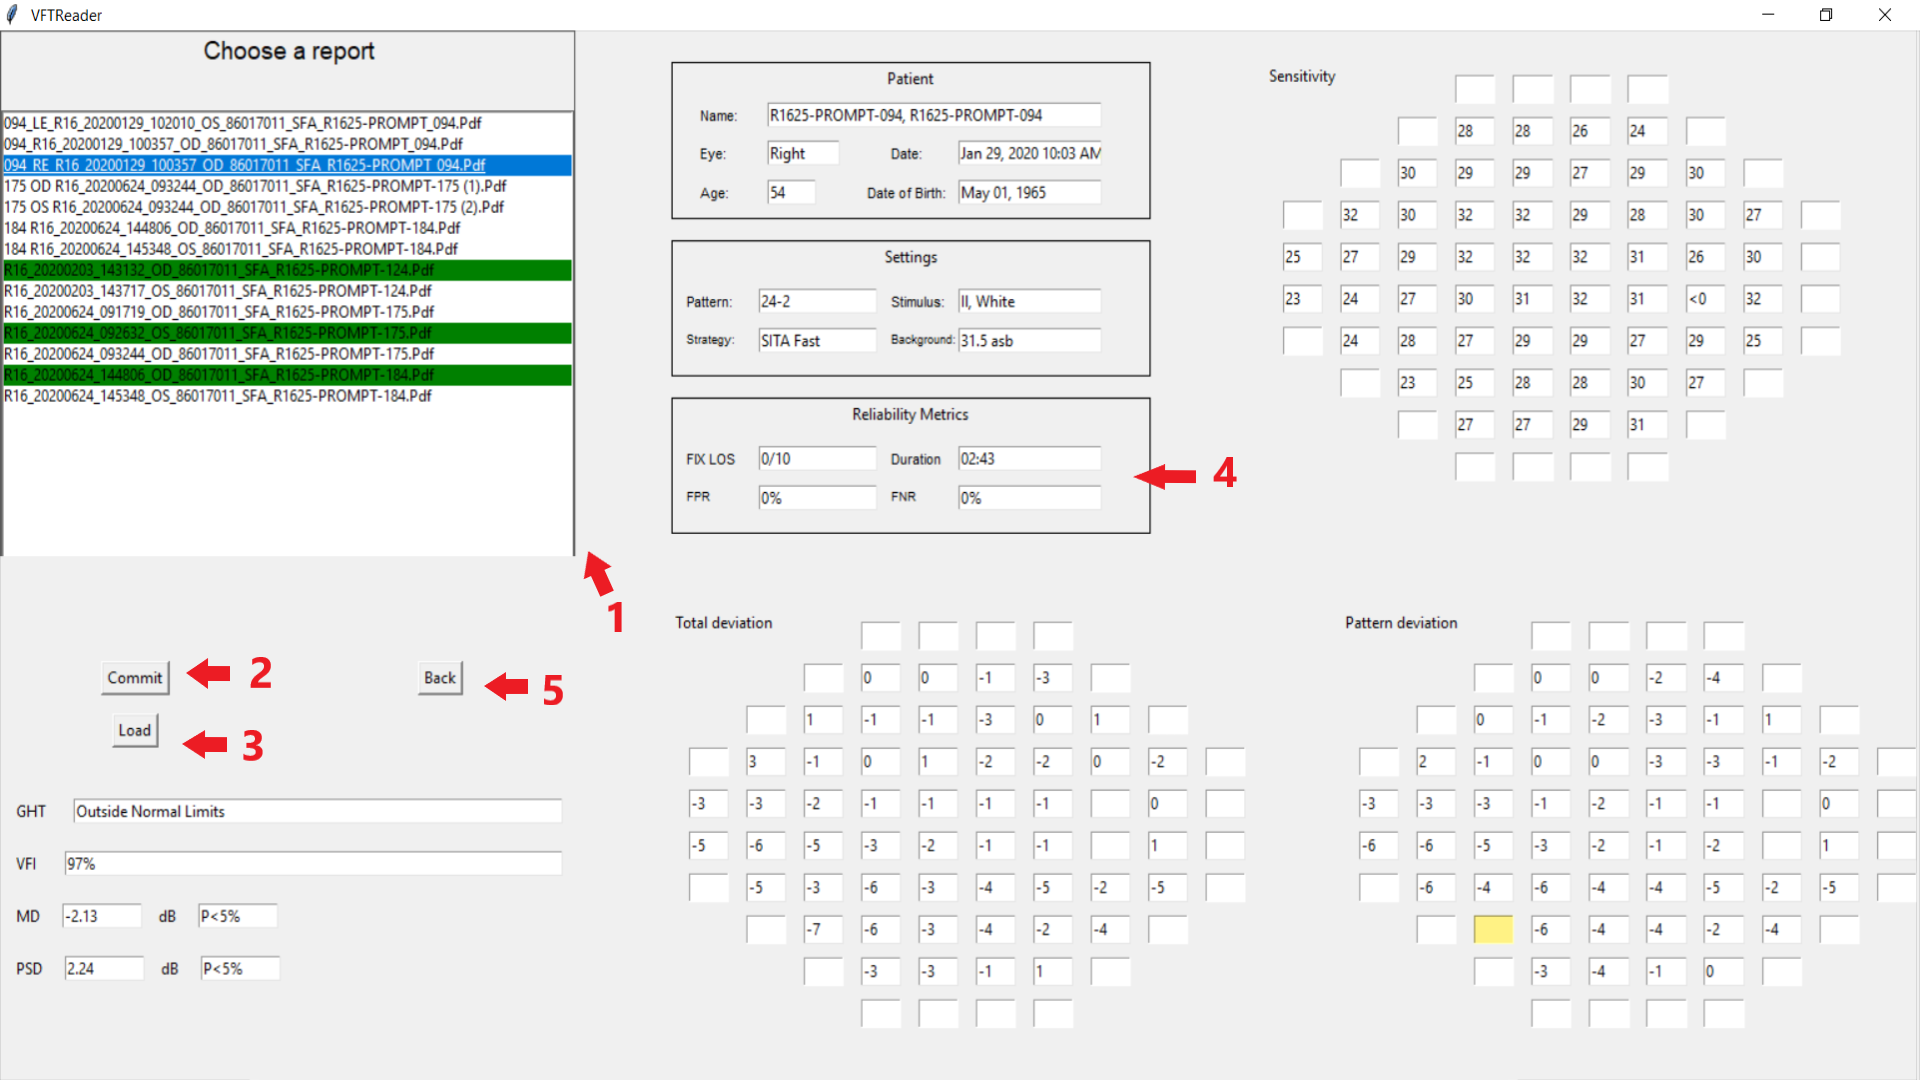 VFTReader
Choose a report
094_LE_R16_20200129_102010_OS_86017011_SFA_R1625-PROMPT_094.Pdf
094_R16_20200129_100357_OD_86017011_SFA_R1625-PROMPT_094.Pdf
094_RE_R16_20200129_100357_OD_86017011_SFA_R1625-PROMPT_094.Pdf
175 OD R16_20200624_093244_OD_86017011_SFA_R1625-PROMPT-175 (1).Pdf
175 OS R16_20200624_093244_OD_86017011_SFA_R1625-PROMPT-175 (2).Pdf
184 R16_20200624_144806_OD_86017011_SFA_R1625-PROMPT-184.Pdf
184 R16_20200624_145348_OS_86017011_SFA_R1625-PROMPT-184.Pdf
R16_20200203_143132_OD_86017011_SFA_R1625-PROMPT-124.Pdf
R16_20200203_143717_OS_86017011_SFA_R1625-PROMPT-124.Pdf
R16_20200624_091719_OD_86017011_SFA_R1625-PROMPT-175.Pdf
R16_20200624_092632_OS_86017011_SFA_R1625-PROMPT-175.Pdf
R16_20200624_093244_OD_86017011_SFA_R1625-PROMPT-175.Pdf
R16_20200624_144806_OD_86017011_SFA_R1625-PROMPT-184.Pdf
R16_20200624_145348_OS_86017011_SFA_R1625-PROMPT-184.Pdf
1
Commit 2
Back 5
Load 3
GHT Outside Normal Limits
VFI 97%
MD -2.13 dB P<5%
PSD 2.24 dB P<5%
Patient
Name: R1625-PROMPT-094, R1625-PROMPT-094
Eye: Right Date: Jan 29, 2020 10:03 AM
Age: 54 Date of Birth: May 01, 1965
Settings
Pattern: 24-2 Stimulus: II, White
Strategy: SITA Fast Background: 31.5 asb
Reliability Metrics
FIX LOS 0/10 Duration 02:43
FPR 0% FNR 0%
4
Sensitivity
28 28 26 24
30 29 29 27 29 30
32 30 32 32 29 28 30 27
25 27 29 32 32 32 31 26 30
23 24 27 30 31 32 31 <0 32
24 28 27 29 29 27 29 25
23 25 28 28 30 27
27 27 29 31
Total deviation
0 0 -1 -3
1 -1 -1 -3 0 1
3 -1 0 1 -2 -2 0 -2
-3 -3 -2 -1 -1 -1 -1 0
-5 -6 -5 -3 -2 -1 -1 1
-5 -3 -6 -3 -4 -5 -2 -5
-7 -6 -3 -4 -2 -4
-3 -3 -1 1
Pattern deviation
0 0 -2 -4
0 -1 -2 -3 -1 1
2 -1 0 0 -3 -3 -1 -2
-3 -3 -3 -1 -2 -1 -1 0
-6 -6 -5 -3 -2 -1 -2 1
-6 -4 -6 -4 -4 -5 -2 -5
-6 -4 -4 -2 -4
-3 -4 -1 0